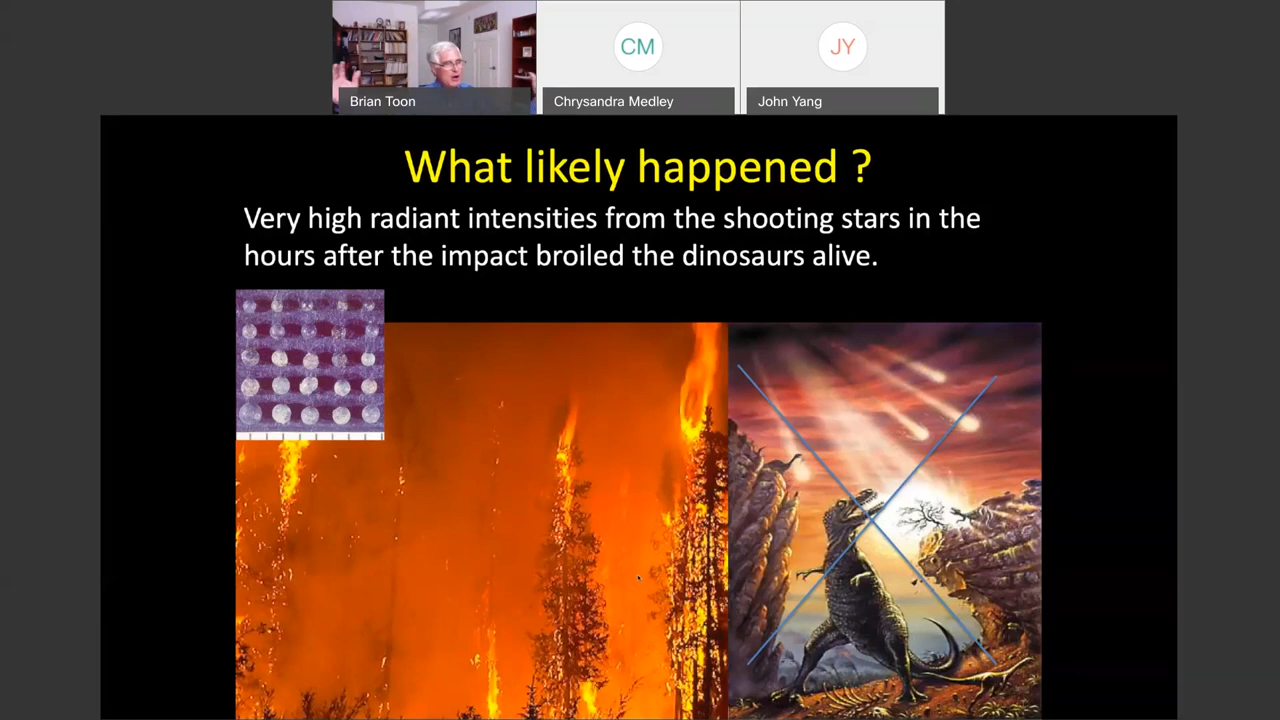 CM
JY
Brian Toon
Chrysandra Medley
John Yang
What likely happened ?
Very high radiant intensities from the shooting stars in the
hours after the impact broiled the dinosaurs alive.